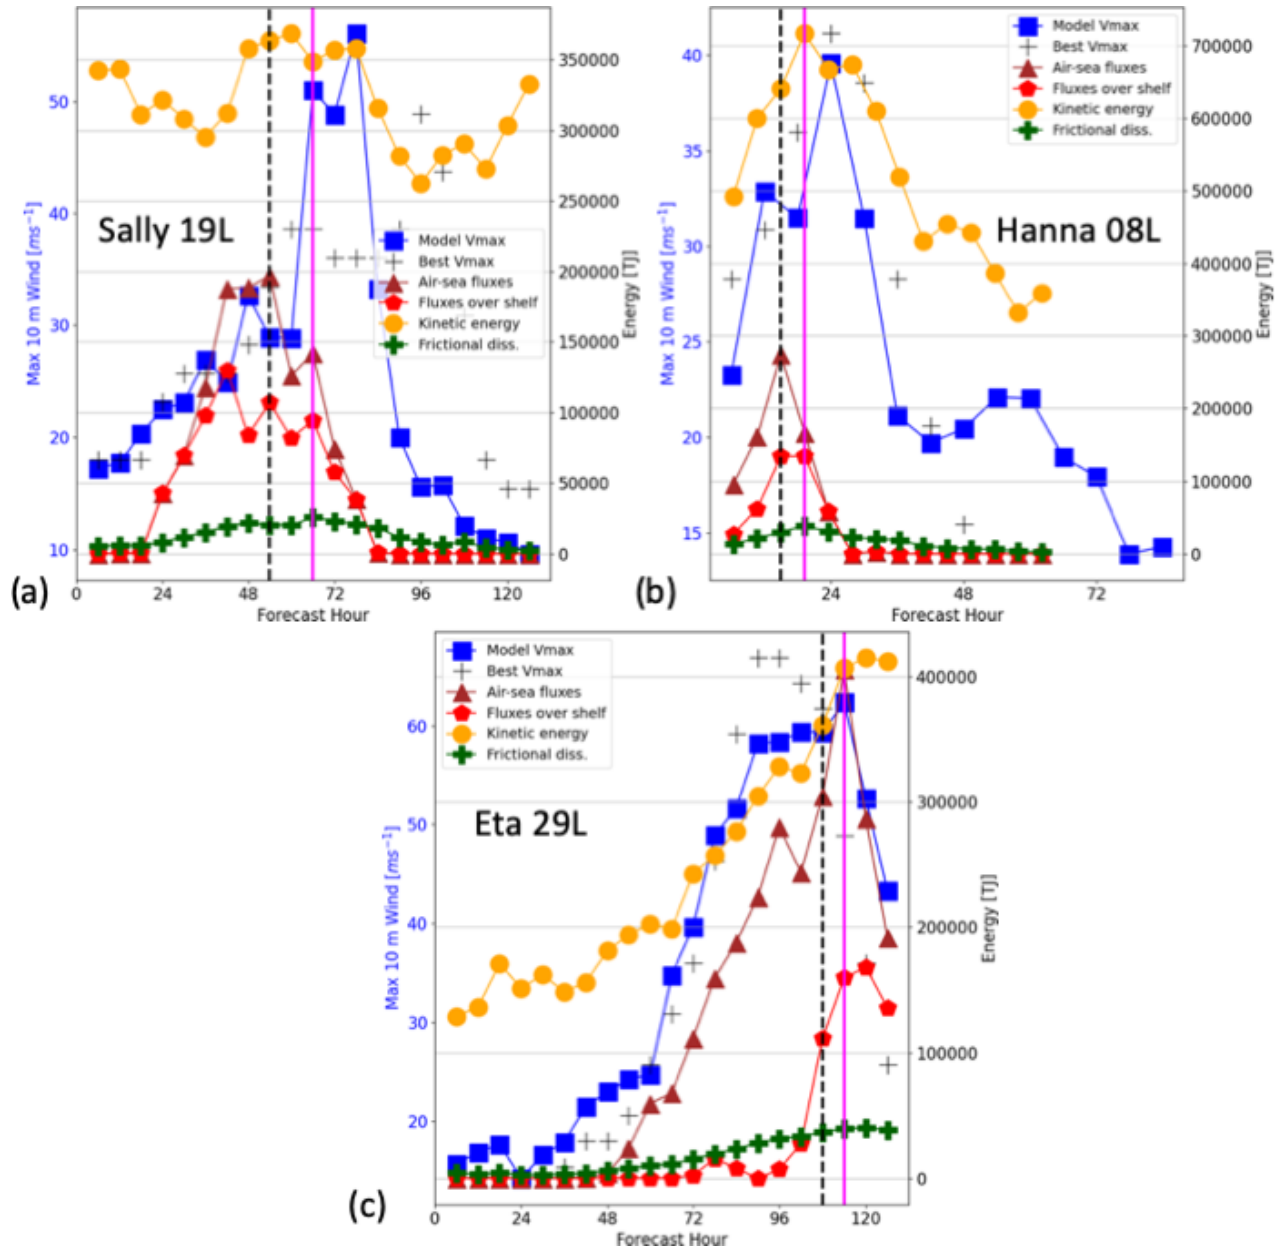 50
40
30
20
10
Max 10 m Wind [ms⁻¹]
Sally 19L
Model Vmax
Best Vmax
Air-sea fluxes
Fluxes over shelf
Kinetic energy
Frictional diss.
350000
300000
250000
200000
150000
100000
50000
0
Energy [TJ]
0 24 48 72 96 120
Forecast Hour
(a)
40
35
30
25
20
15
Max 10 m Wind [ms⁻¹]
Model Vmax
Best Vmax
Air-sea fluxes
Fluxes over shelf
Kinetic energy
Frictional diss.
Hanna 08L
700000
600000
500000
400000
300000
200000
100000
0
Energy [TJ]
24 48 72
Forecast Hour
(b)
60
50
40
30
20
Max 10 m Wind [ms⁻¹]
Model Vmax
Best Vmax
Air-sea fluxes
Fluxes over shelf
Kinetic energy
Frictional diss.
Eta 29L
400000
300000
200000
100000
0
Energy [TJ]
0 24 48 72 96 120
Forecast Hour
(c)